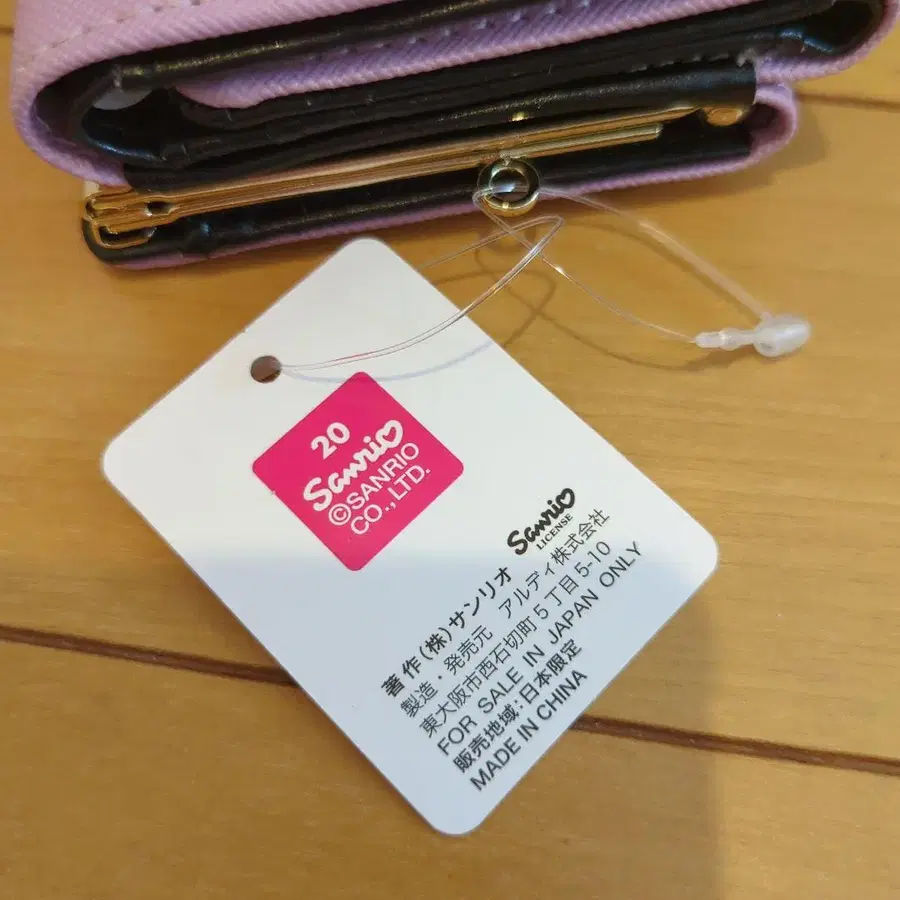 20
Sanrio
©SANRIO
CO.,LTD.
Sanrio
LICENSE
著作(株)サンリオ
製造・発売元 アルディ株式会社
東大阪市西石切町5丁目5-10
FOR SALE IN JAPAN ONLY
販売地域:日本限定
MADE IN CHINA